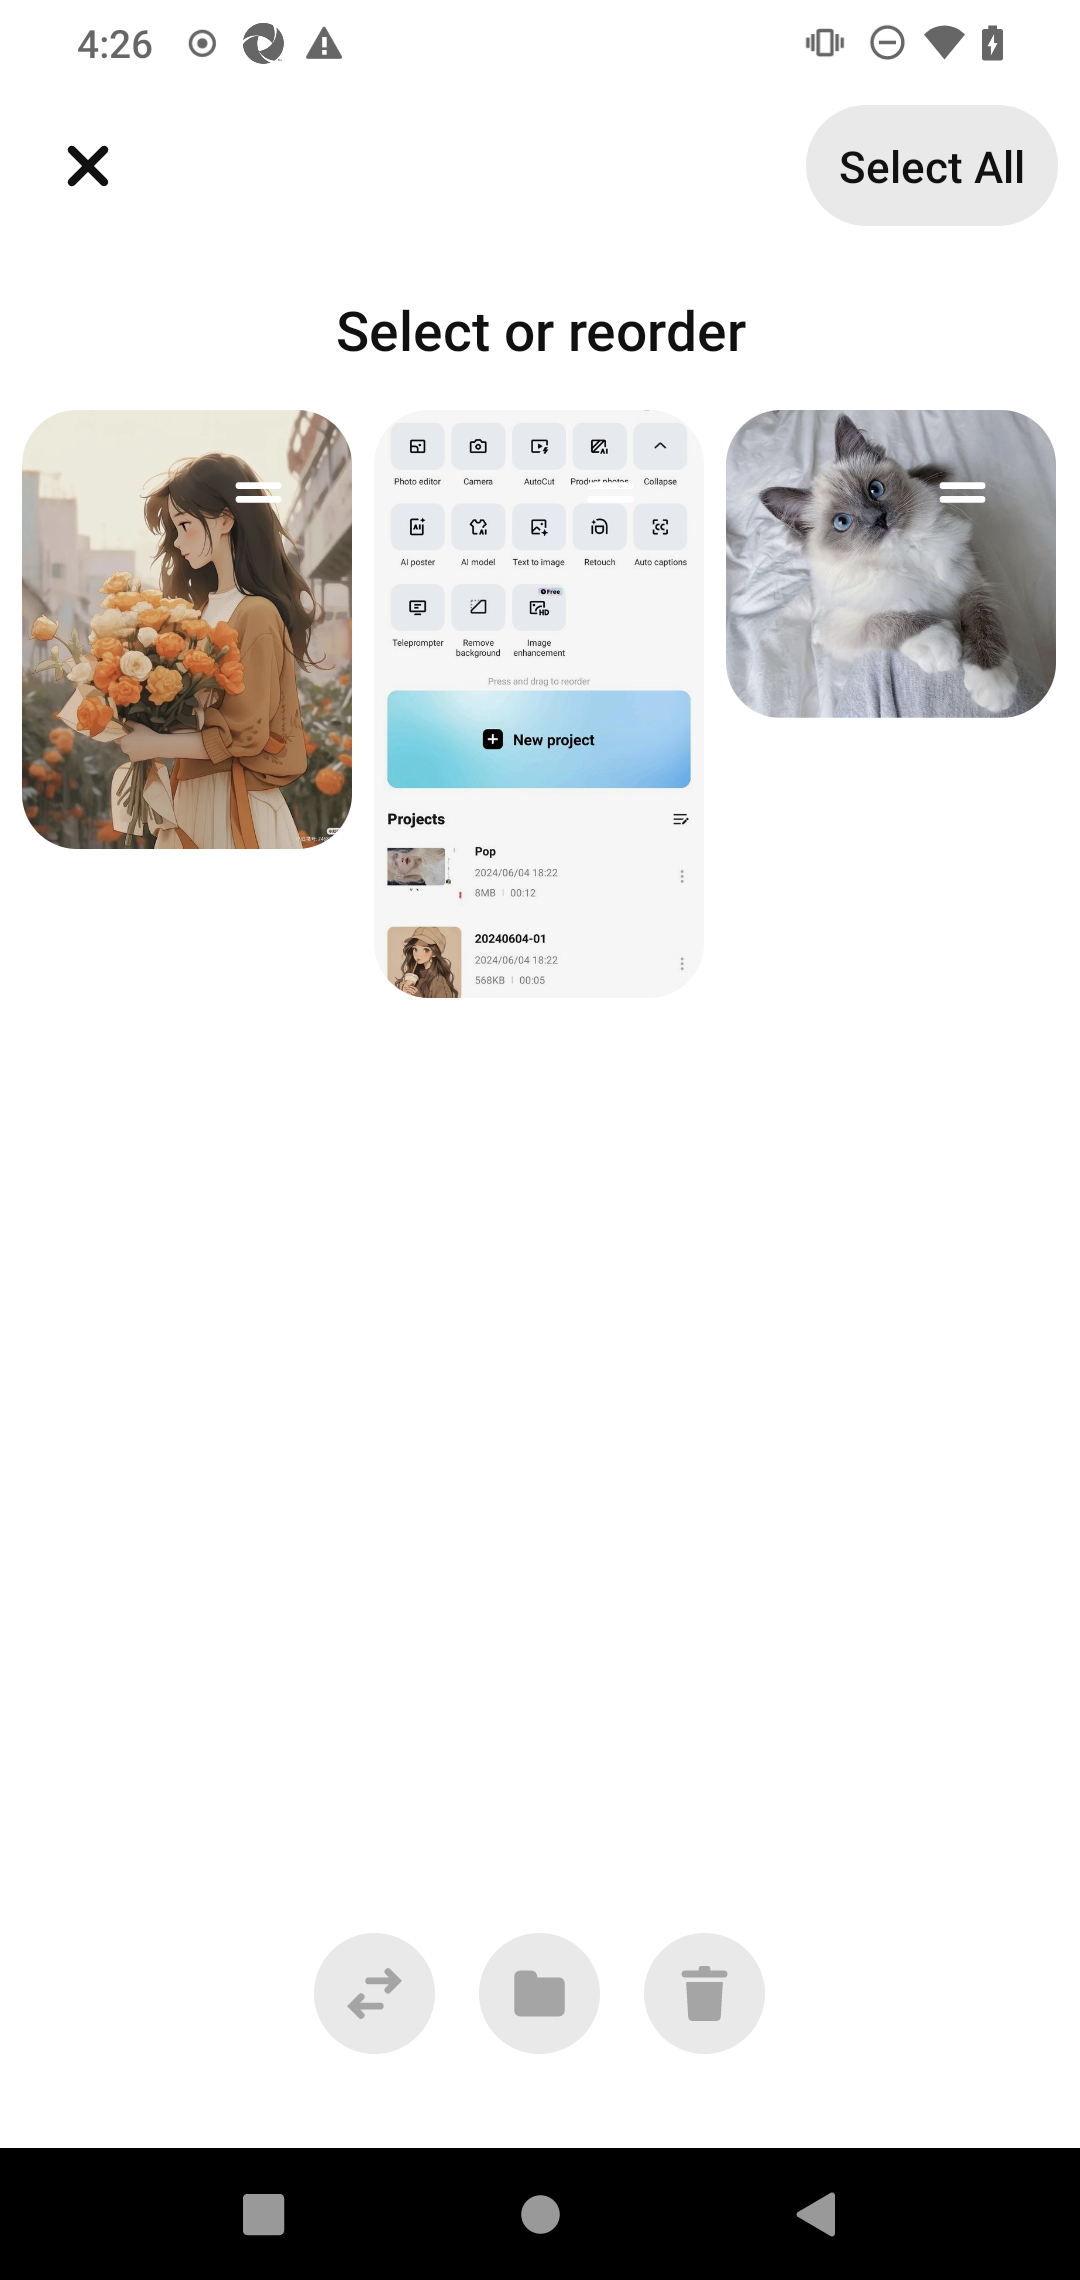 4:26
Select All
Select or reorder
Photo editor
Camera
AutoCut
Product photos
Collapse
AI poster
AI model
Text to image
Retouch
Auto captions
Free
Teleprompter
Remove background
Image enhancement
Press and drag to reorder
New project
Projects
Pop
2024/06/04 18:22
8MB | 00:12
20240604-01
2024/06/04 18:22
568KB | 00:05